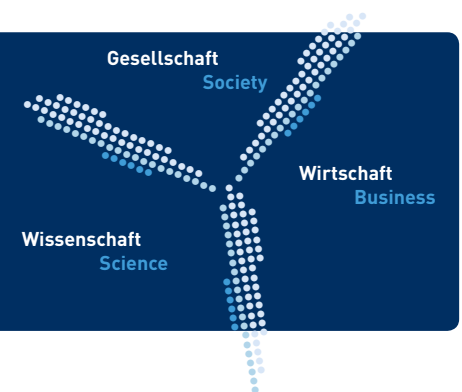 Gesellschaft
Society
Wirtschaft
Business
Wissenschaft
Science